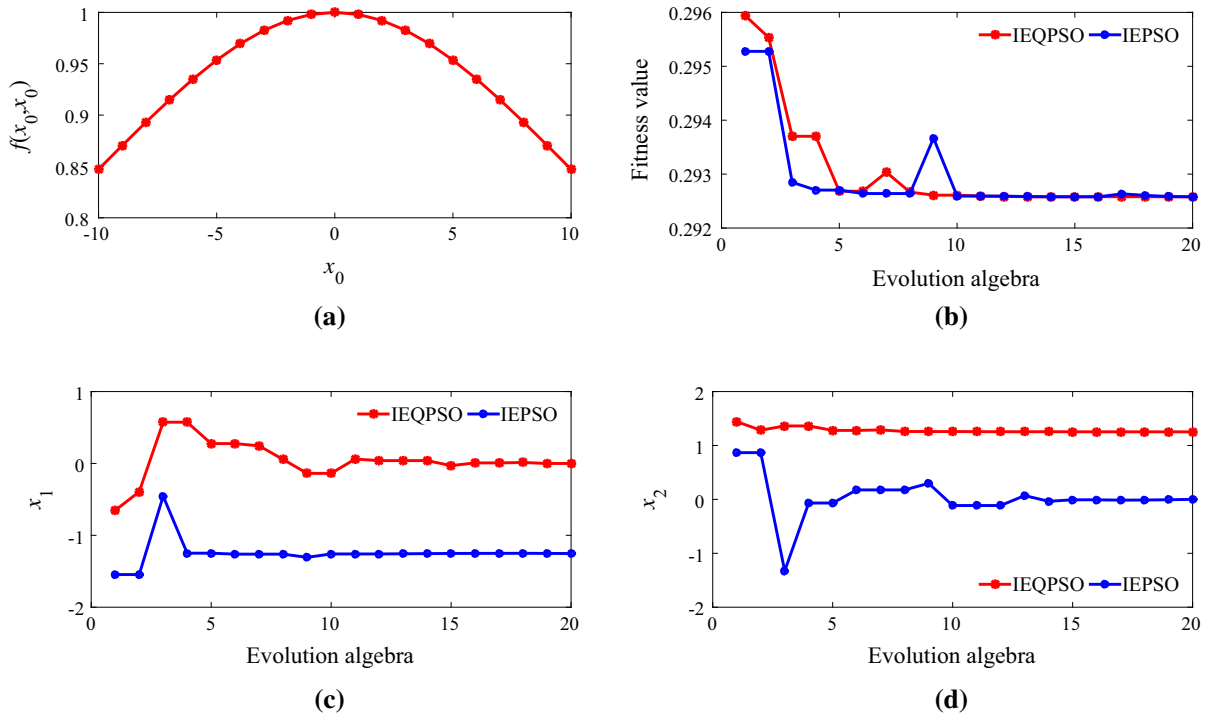 1
0.95
0.9
0.85
0.8
-10 -5 0 5 10
f(x0,x0)
x0
(a)
0.296
0.295
0.294
0.293
0.292
0 5 10 15 20
Fitness value
IEQPSO IEPSO
Evolution algebra
(b)
1
0
-1
-2
0 5 10 15 20
x1
IEQPSO IEPSO
Evolution algebra
(c)
2
1
0
-1
-2
0 5 10 15 20
x2
IEQPSO IEPSO
Evolution algebra
(d)